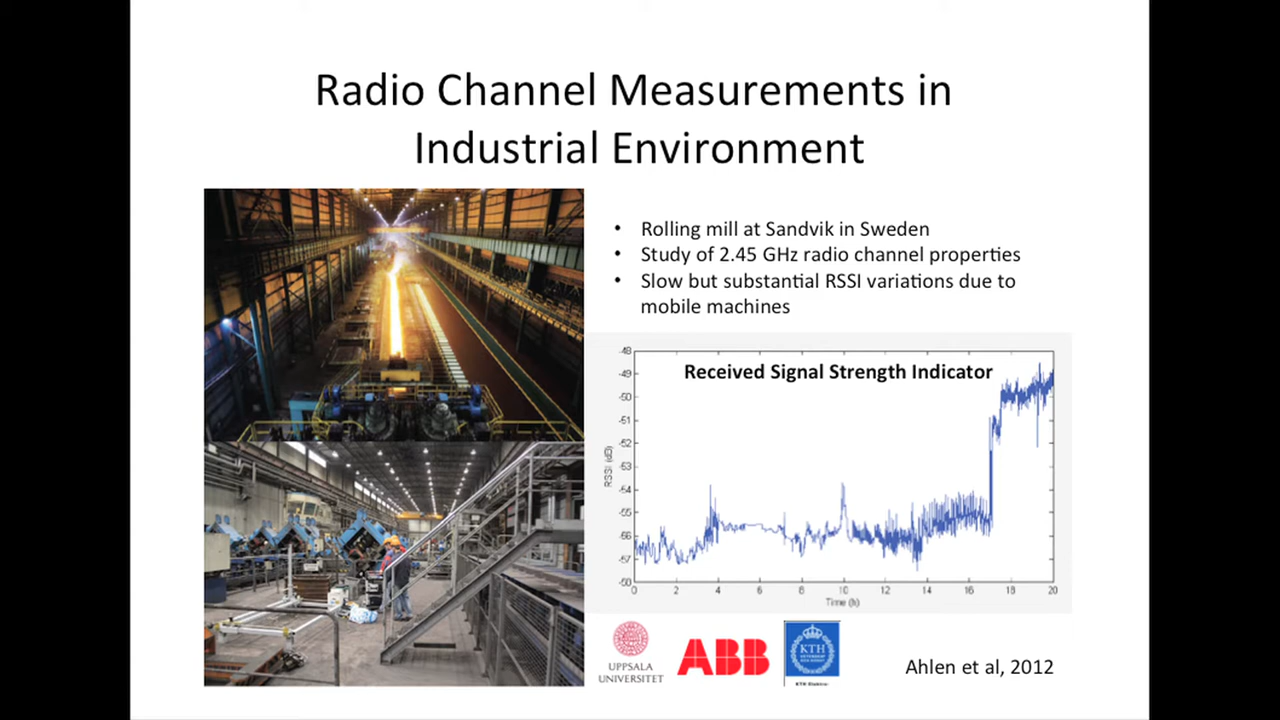 Radio Channel Measurements in
Industrial Environment
• Rolling mill at Sandvik in Sweden
• Study of 2.45 GHz radio channel properties
• Slow but substantial RSSI variations due to
mobile machines
Received Signal Strength Indicator
RSSI (dB)
-48
-49
-50
-51
-52
-53
-54
-55
-56
-57
0 2 4 6 8 10 12 14 16 18 20
Time (h)
UPPSALA
UNIVERSITET
ABB
KTH
Ahlen et al, 2012